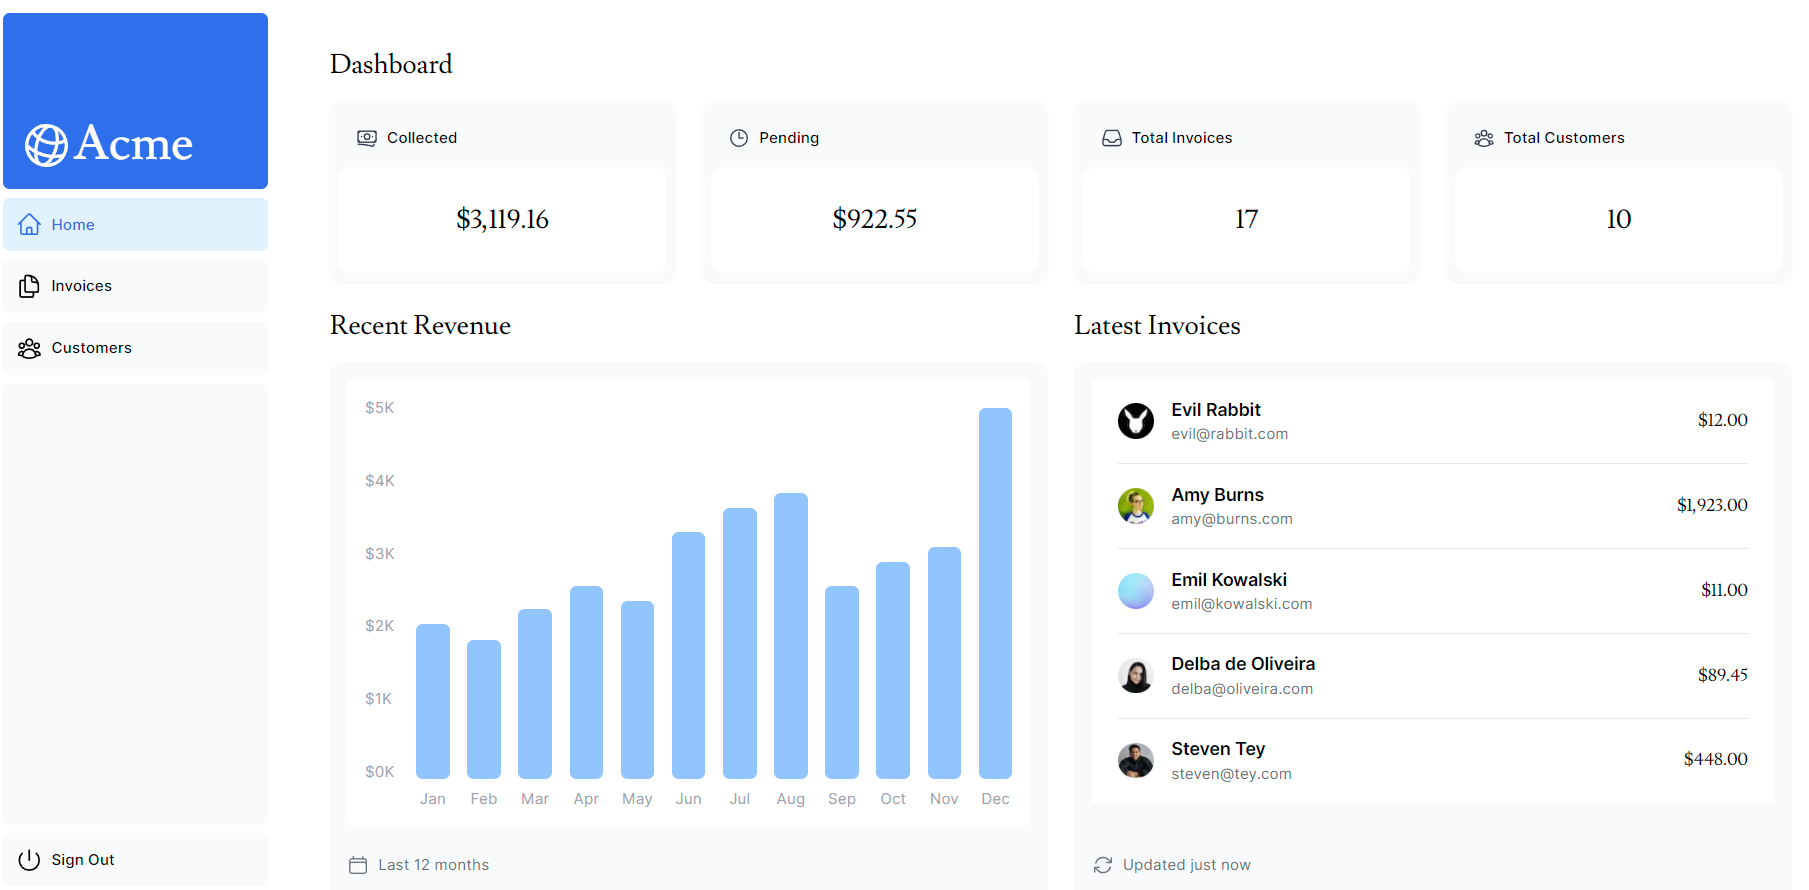 Acme
Home
Invoices
Customers
Sign Out
Dashboard
Collected
$3,119.16
Pending
$922.55
Total Invoices
17
Total Customers
10
Recent Revenue
$5K
$4K
$3K
$2K
$1K
$0K
Jan Feb Mar Apr May Jun Jul Aug Sep Oct Nov Dec
Last 12 months
Latest Invoices
Evil Rabbit
evil@rabbit.com
$12.00
Amy Burns
amy@burns.com
$1,923.00
Emil Kowalski
emil@kowalski.com
$11.00
Delba de Oliveira
delba@oliveira.com
$89.45
Steven Tey
steven@tey.com
$448.00
Updated just now